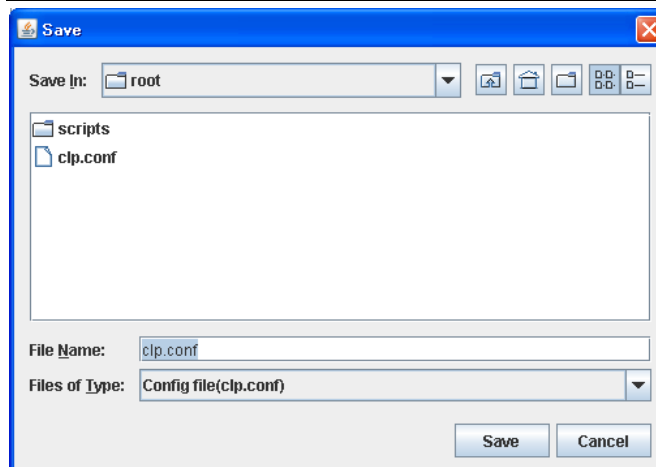 Save
Save In: root
scripts
clp.conf
File Name: clp.conf
Files of Type: Config file(clp.conf)
Save Cancel